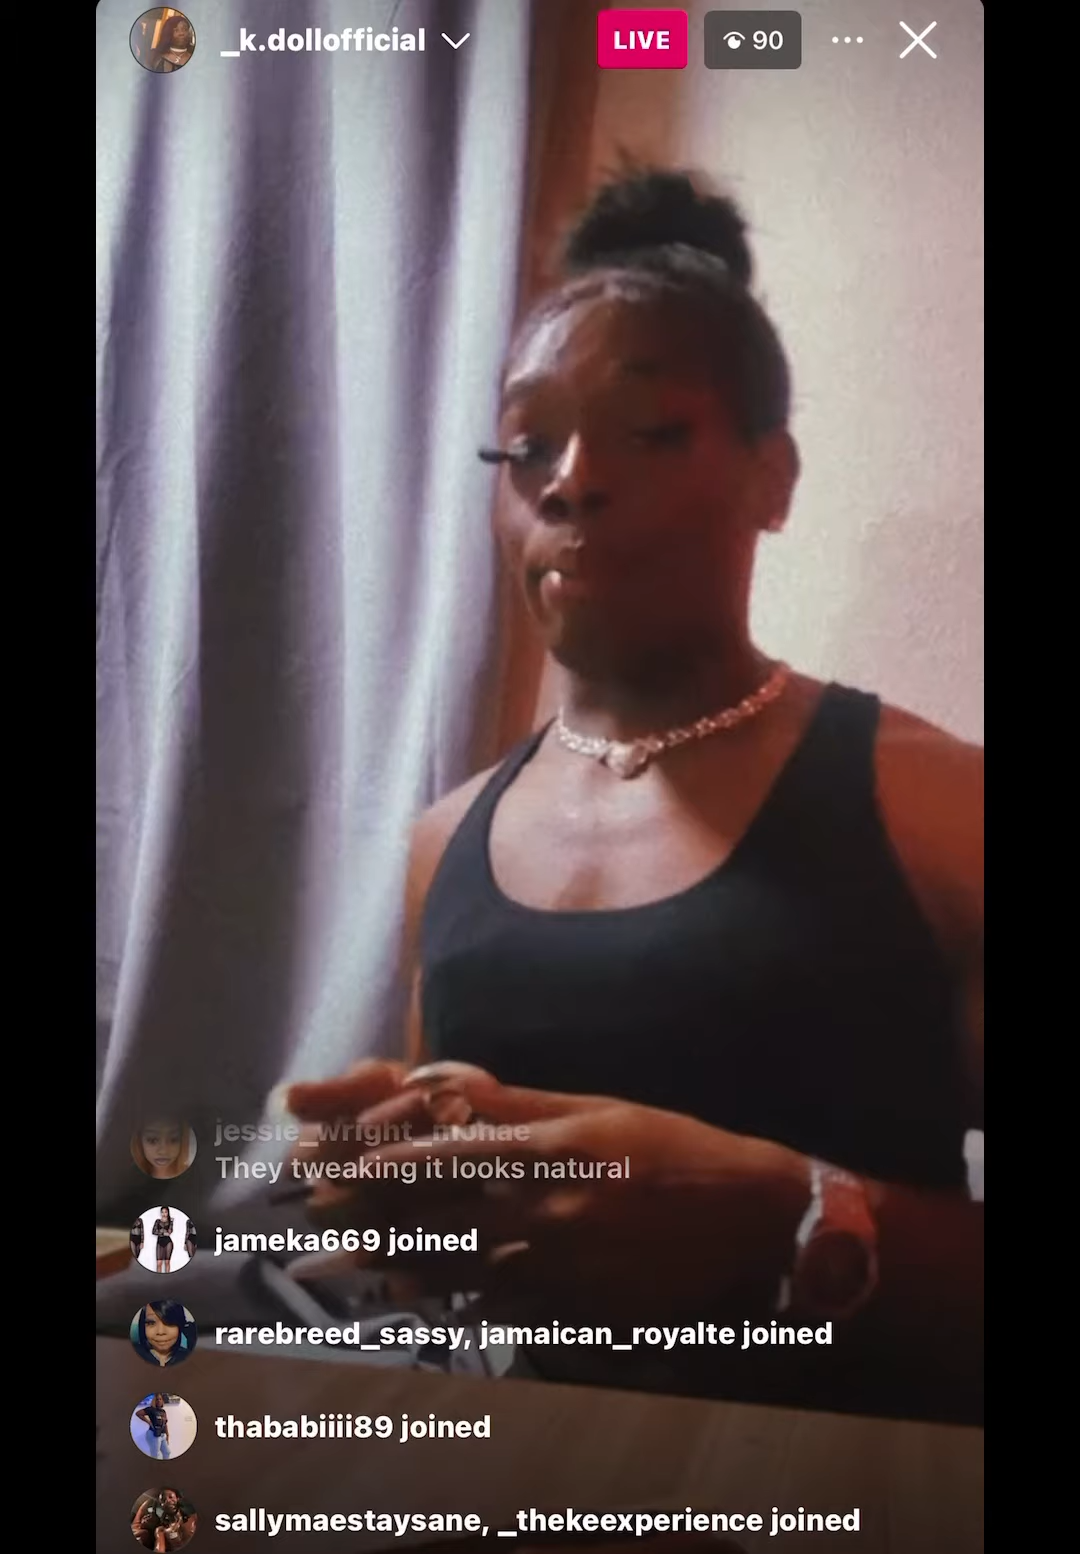 _k.dollofficial
LIVE
90
jessie_wright_monae
They tweaking it looks natural
jameka669 joined
rarebreed_sassy, jamaican_royalte joined
thababiiii89 joined
sallymaestaysane, _thekeexperience joined